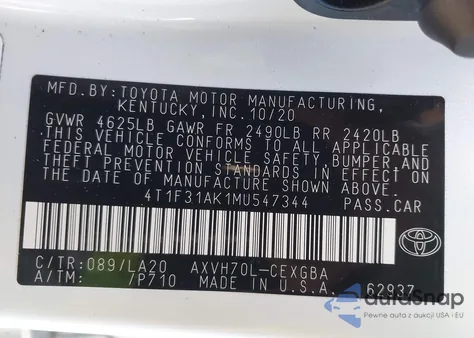 MFD.BY:TOYOTA MOTOR MANUFACTURING,
KENTUCKY, INC.10/20
GVWR 4625LB GAWR FR 2490LB RR 2420LB
THIS VEHICLE CONFORMS TO ALL APPLICABLE
FEDERAL MOTOR VEHICLE SAFETY, BUMPER, AND
THEFT PREVENTION STANDARDS IN EFFECT ON
THE DATE OF MANUFACTURE SHOWN ABOVE.
4T1F31AK1MU547344 PASS.CAR
C/TR:089/LA20 AXVH70L-CEXGBA
A/TM: /P710 MADE IN U.S.A. 62937
TOYOTA
autaSnap
Pewne auta z aukcji USA i EU